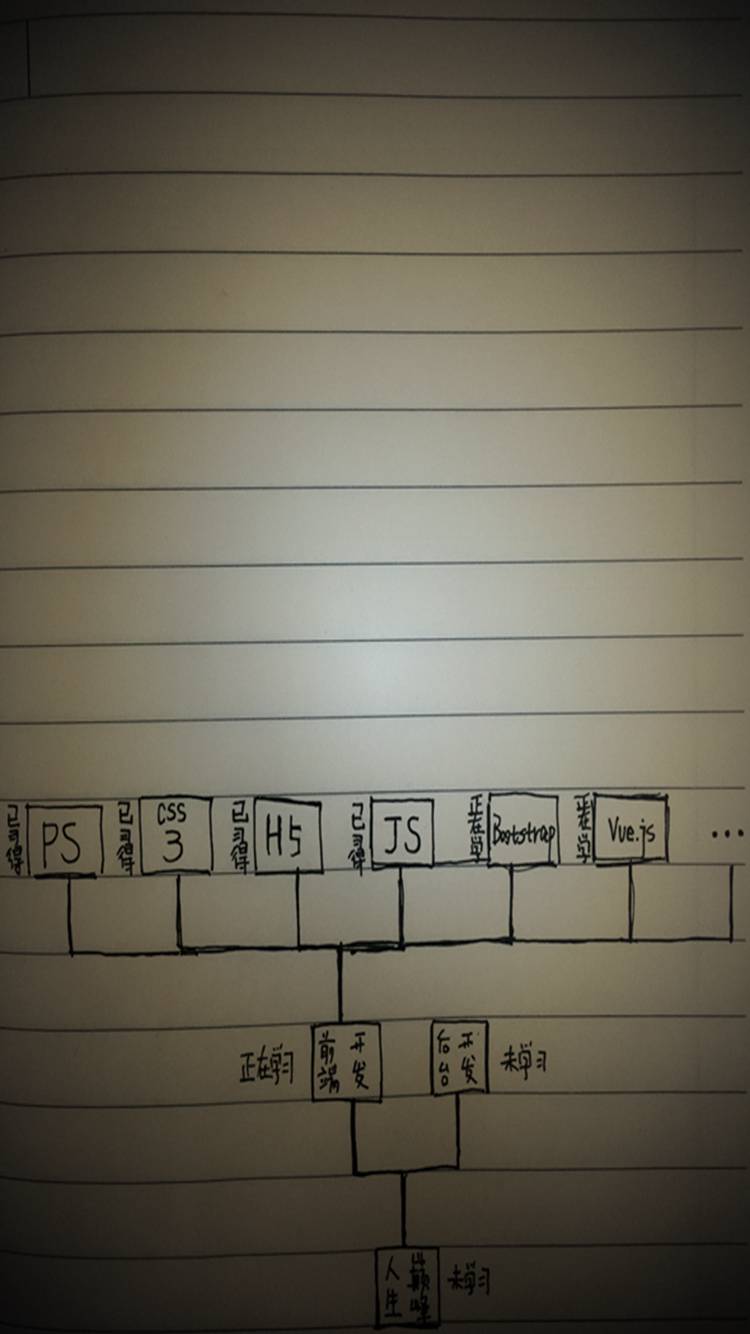 已习得 PS
已习得 CSS3
已习得 H5
已习得 JS
正在学 Bootstrap
正在学 Vue.js
...
正在学习 前端开发
后台开发 未学习
人生巅峰 未学习